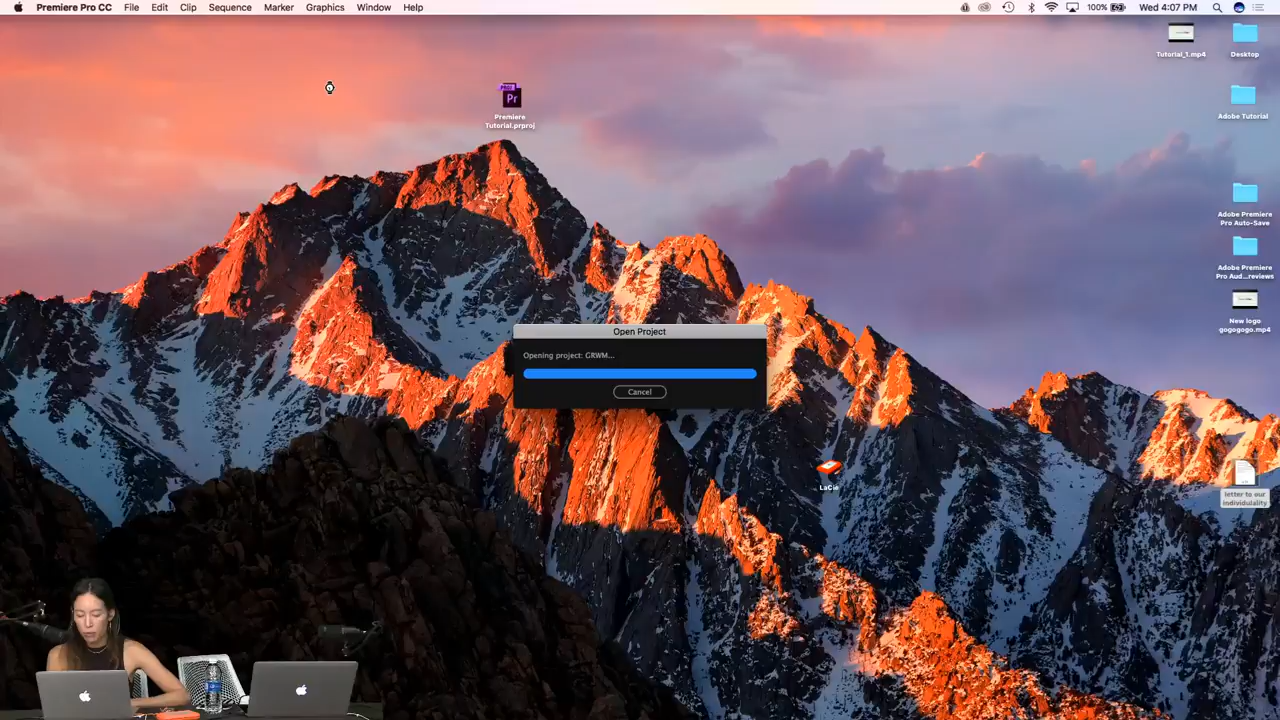 Premiere Pro CC File Edit Clip Sequence Marker Graphics Window Help
100% Wed 4:07 PM
Tutorial_1.mp4
Desktop
Pr
Premiere
Tutorial.prproj
Adobe Tutorial
Adobe Premiere
Pro Auto-Save
Adobe Premiere
Pro Aud...reviews
New logo
gogogogo.mp4
Open Project
Opening project: GRWM...
Cancel
LaCie
letter to our
individulality